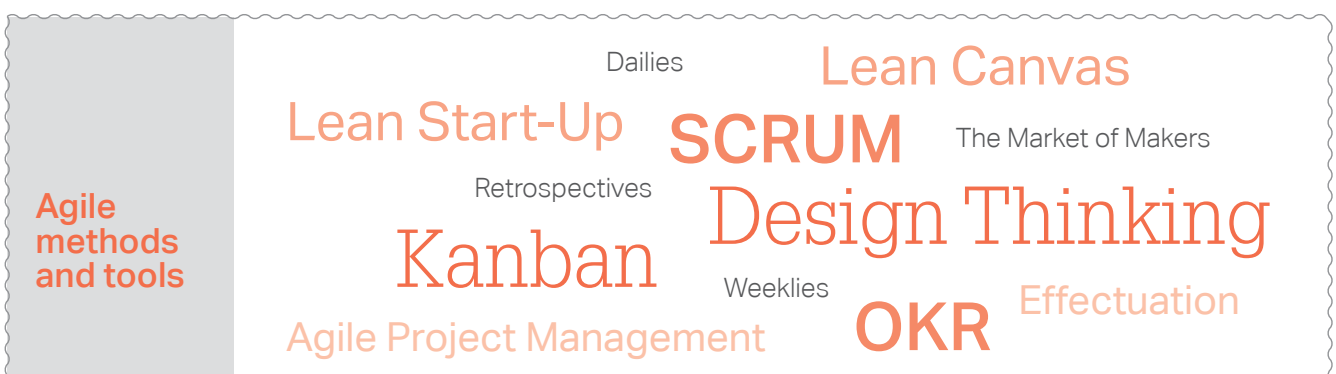 Agile
methods
and tools
Dailies
Lean Canvas
Lean Start-Up
SCRUM
The Market of Makers
Retrospectives
Design Thinking
Kanban
Weeklies
Effectuation
OKR
Agile Project Management